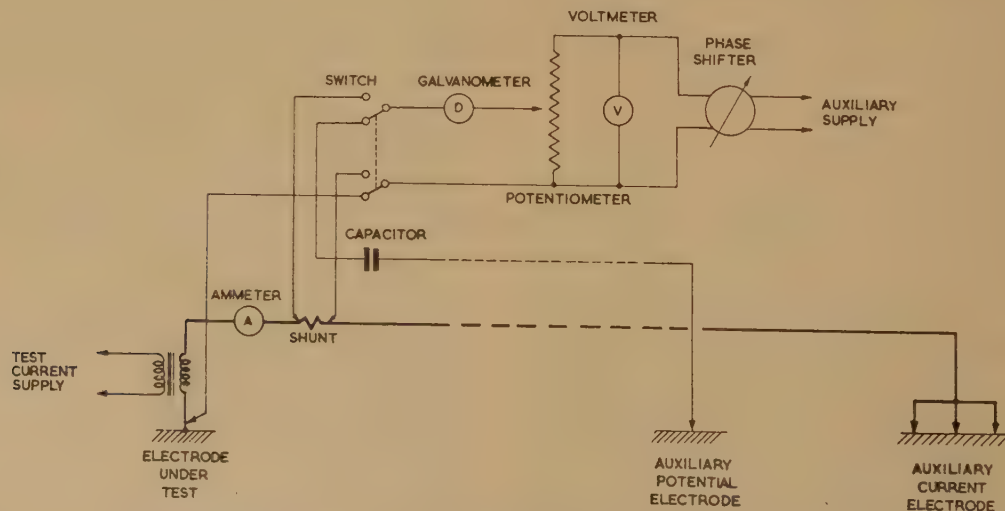 VOLTMETER
PHASE
SHIFTER
SWITCH
GALVANOMETER
D
V
AUXILIARY
SUPPLY
POTENTIOMETER
CAPACITOR
AMMETER
A
SHUNT
TEST
CURRENT
SUPPLY
ELECTRODE
UNDER
TEST
AUXILIARY
POTENTIAL
ELECTRODE
AUXILIARY
CURRENT
ELECTRODE